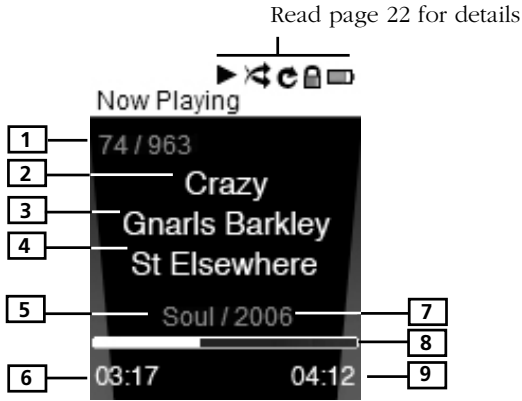 Read page 22 for details
Now Playing
1
74 / 963
2
Crazy
3
Gnarls Barkley
4
St Elsewhere
5
Soul / 2006
7
8
6
03:17
04:12
9